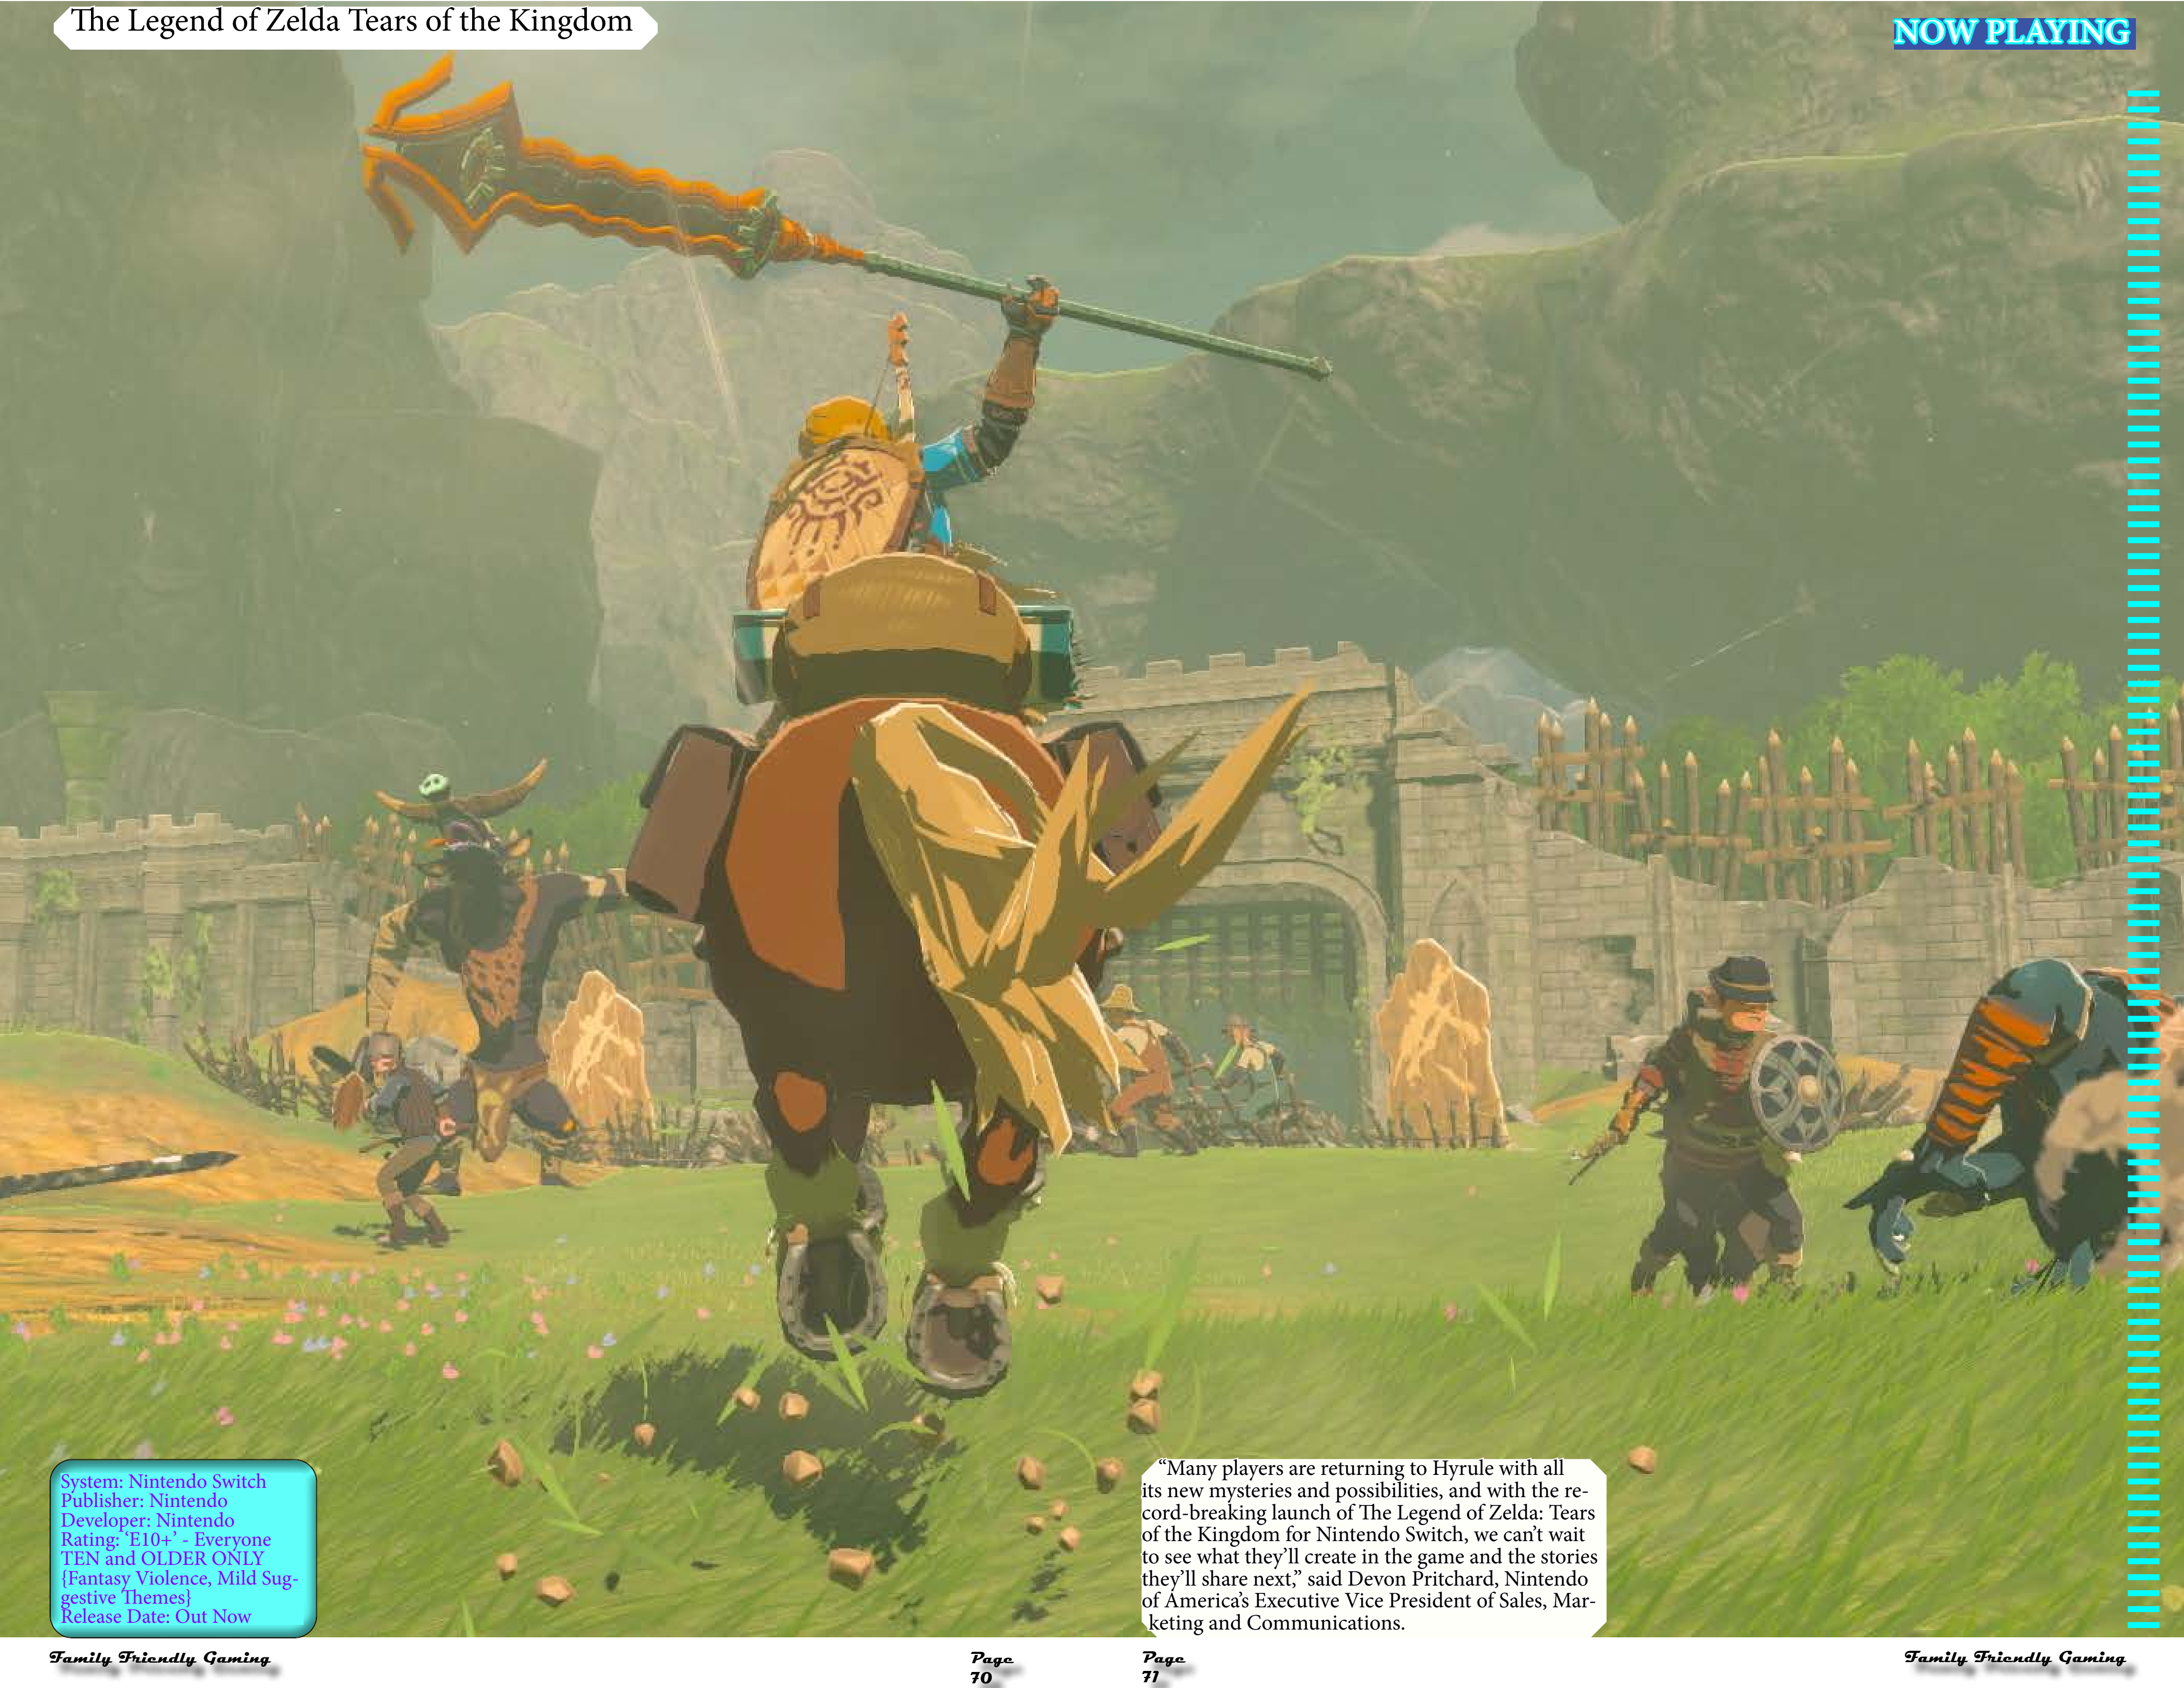 The Legend of Zelda Tears of the Kingdom
NOW PLAYING
System: Nintendo Switch
Publisher: Nintendo
Developer: Nintendo
Rating: ‘E10+’ - Everyone
TEN and OLDER ONLY
{Fantasy Violence, Mild Sug-
gestive Themes}
Release Date: Out Now
“Many players are returning to Hyrule with all
its new mysteries and possibilities, and with the re-
cord-breaking launch of The Legend of Zelda: Tears
of the Kingdom for Nintendo Switch, we can’t wait
to see what they’ll create in the game and the stories
they’ll share next,” said Devon Pritchard, Nintendo
of America’s Executive Vice President of Sales, Mar-
keting and Communications.
Family Friendly Gaming
Page
70
Page
71
Family Friendly Gaming